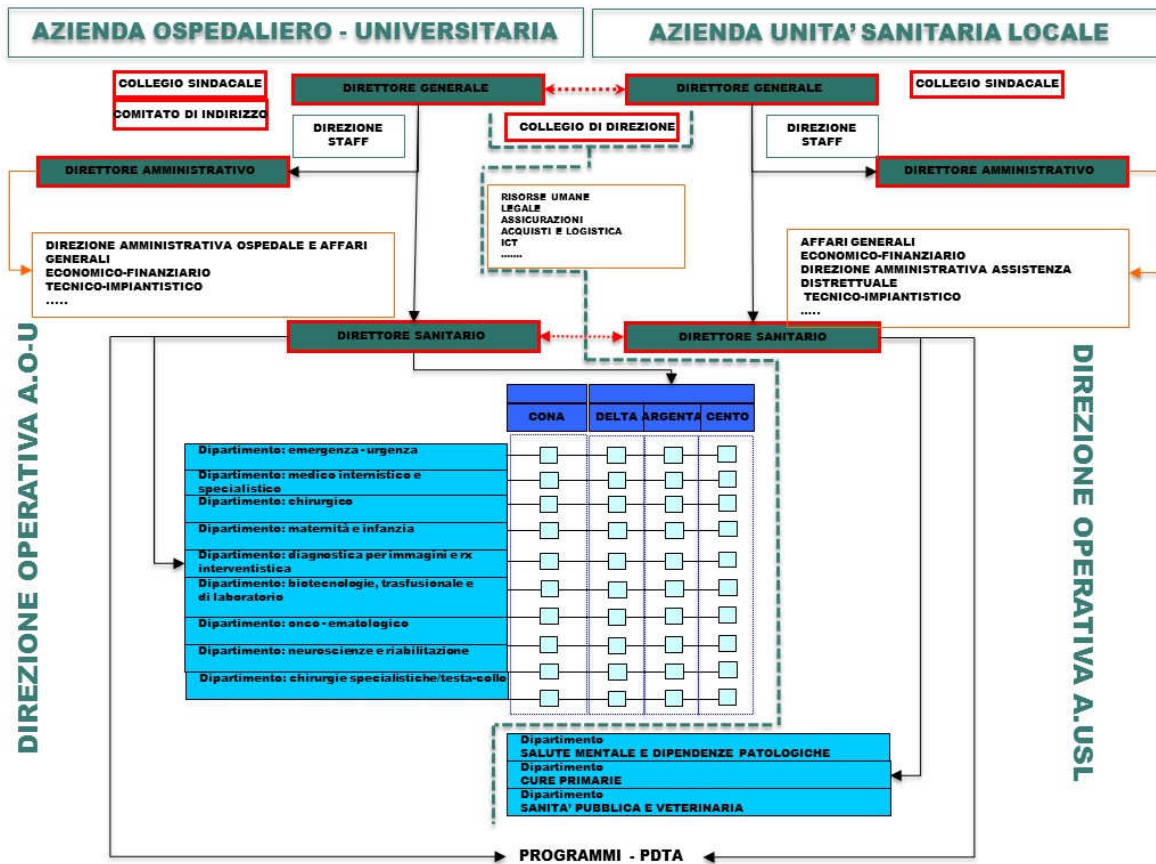 AZIENDA OSPEDALIERO - UNIVERSITARIA
AZIENDA UNITA' SANITARIA LOCALE
COLLEGIO SINDACALE
COMITATO DI INDIRIZZO
DIRETTORE GENERALE
DIRETTORE GENERALE
COLLEGIO SINDACALE
DIREZIONE
STAFF
COLLEGIO DI DIREZIONE
DIREZIONE
STAFF
DIRETTORE AMMINISTRATIVO
DIRETTORE AMMINISTRATIVO
RISORSE UMANE
LEGALE
ASSICURAZIONI
ACQUISTI E LOGISTICA
ICT
.......
DIREZIONE AMMINISTRATIVA OSPEDALE E AFFARI
GENERALI
ECONOMICO-FINANZIARIO
TECNICO-IMPIANTISTICO
.....
AFFARI GENERALI
ECONOMICO-FINANZIARIO
DIREZIONE AMMINISTRATIVA ASSISTENZA
DISTRETTUALE
TECNICO-IMPIANTISTICO
.....
DIRETTORE SANITARIO
DIRETTORE SANITARIO
DIREZIONE OPERATIVA A.O-U
DIREZIONE OPERATIVA A.USL
CONA
DELTA
ARGENTA
CENTO
Dipartimento: emergenza - urgenza
Dipartimento: medico internistico e
specialistico
Dipartimento: chirurgico
Dipartimento: maternità e infanzia
Dipartimento: diagnostica per immagini e rx
interventistica
Dipartimento: biotecnologie, trasfusionale e
di laboratorio
Dipartimento: onco - ematologico
Dipartimento: neuroscienze e riabilitazione
Dipartimento: chirurgie specialistiche/testa-collo
Dipartimento
SALUTE MENTALE E DIPENDENZE PATOLOGICHE
Dipartimento
CURE PRIMARIE
Dipartimento
SANITA' PUBBLICA E VETERINARIA
PROGRAMMI - PDTA